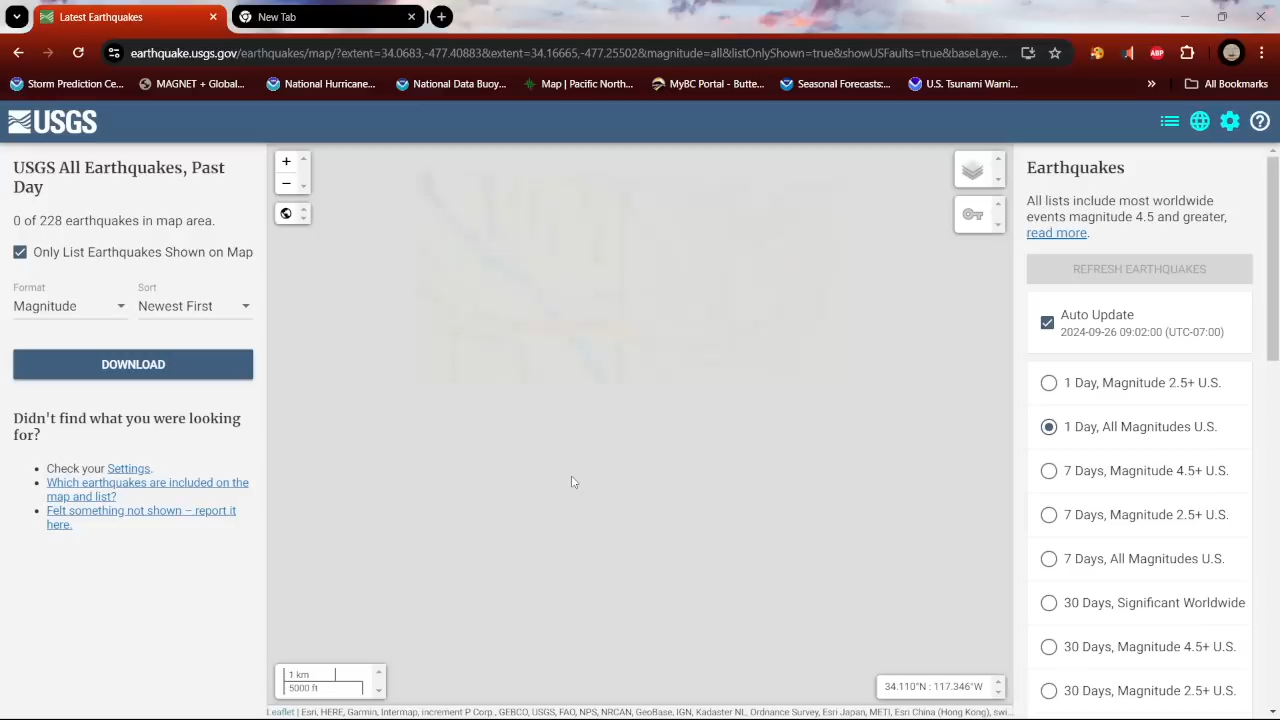 Latest Earthquakes
New Tab
earthquake.usgs.gov/earthquakes/map/?extent=34.0683,-477.40883&extent=34.16665,-477.25502&magnitude=all&listOnlyShown=true&showUSFaults=true&baseLaye...
Storm Prediction Ce...
MAGNET + Global...
National Hurricane...
National Data Buoy...
Map | Pacific North...
MyBC Portal - Butte...
Seasonal Forecasts:...
U.S. Tsunami Warni...
All Bookmarks
USGS
USGS All Earthquakes, Past
Day
0 of 228 earthquakes in map area.
Only List Earthquakes Shown on Map
Format
Sort
Magnitude
Newest First
DOWNLOAD
Didn't find what you were looking
for?
Check your Settings.
Which earthquakes are included on the
map and list?
Felt something not shown – report it
here.
+
−
1 km
5000 ft
34.110°N : 117.346°W
Leaflet | Esri, HERE, Garmin, Intermap, increment P Corp., GEBCO, USGS, FAO, NPS, NRCAN, GeoBase, IGN, Kadaster NL, Ordnance Survey, Esri Japan, METI, Esri China (Hong Kong), swi...
Earthquakes
All lists include most worldwide
events magnitude 4.5 and greater,
read more.
REFRESH EARTHQUAKES
Auto Update
2024-09-26 09:02:00 (UTC-07:00)
1 Day, Magnitude 2.5+ U.S.
1 Day, All Magnitudes U.S.
7 Days, Magnitude 4.5+ U.S.
7 Days, Magnitude 2.5+ U.S.
7 Days, All Magnitudes U.S.
30 Days, Significant Worldwide
30 Days, Magnitude 4.5+ U.S.
30 Days, Magnitude 2.5+ U.S.